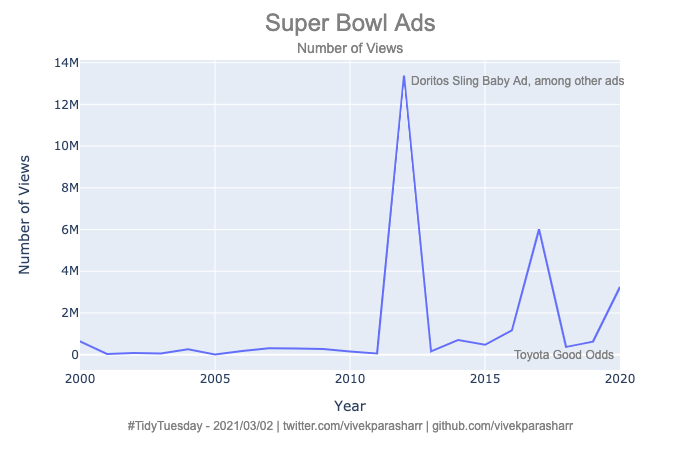 Super Bowl Ads
Number of Views
14M
Doritos Sling Baby Ad, among other ads
12M
10M
8M
Number of Views
6M
4M
2M
0
Toyota Good Odds
2000 2005 2010 2015 2020
Year
#TidyTuesday - 2021/03/02 | twitter.com/vivekparasharr | github.com/vivekparasharr